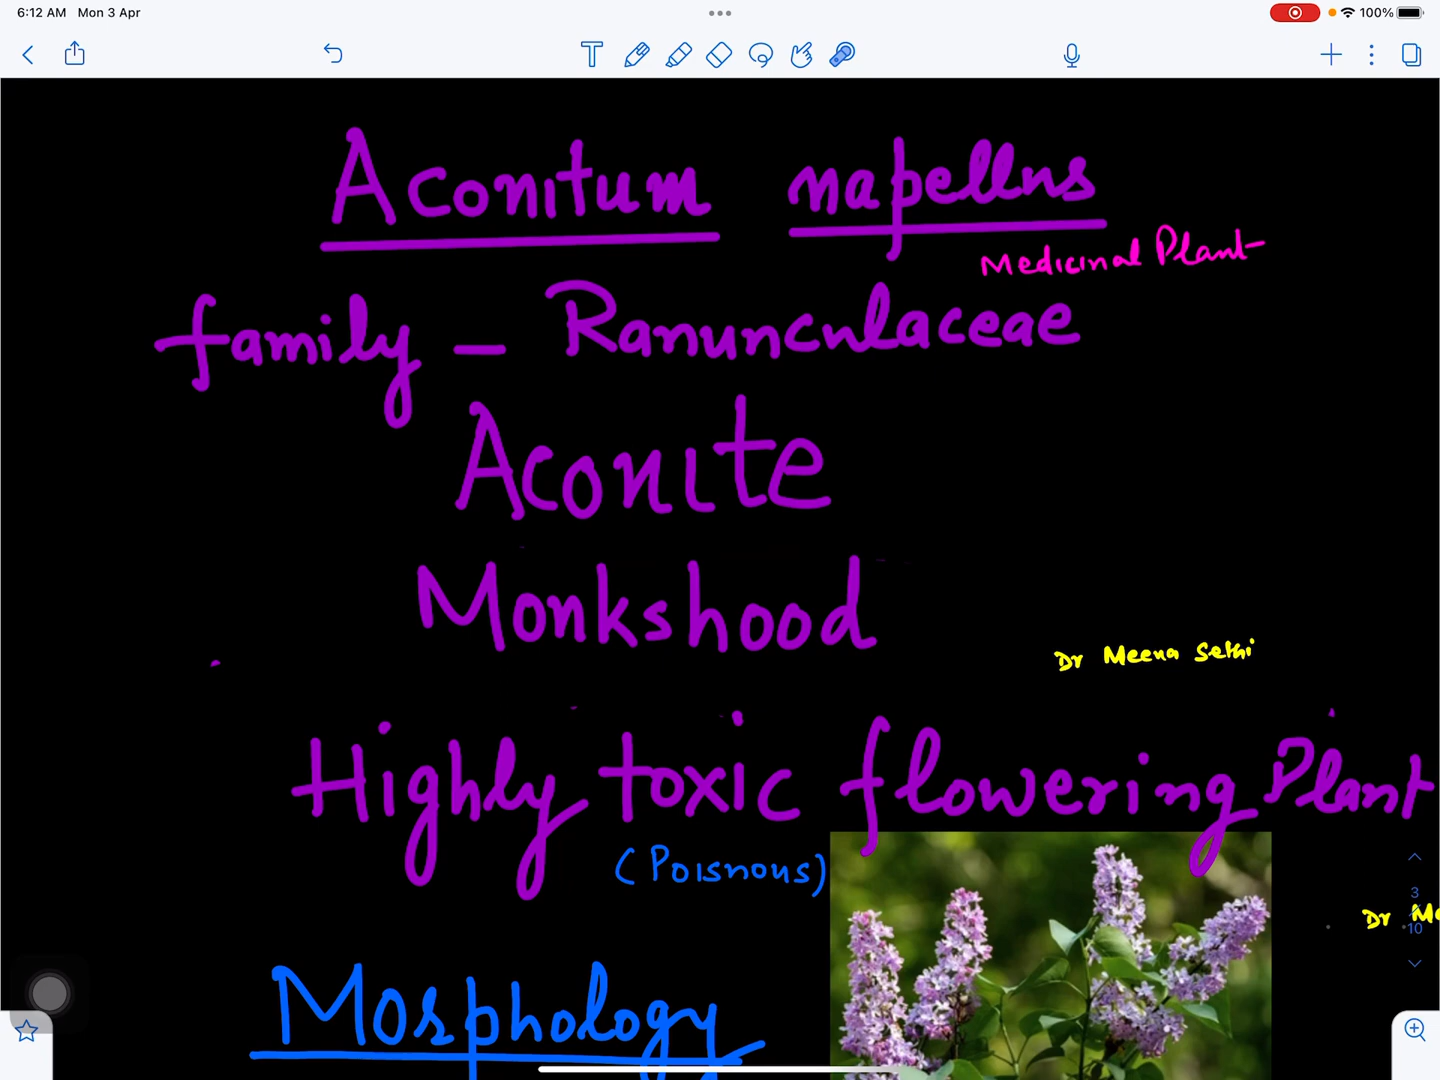 6:12 AM Mon 3 Apr
100%
Aconitum napellus
Medicinal Plant
family - Ranunculaceae
Aconite
Monkshood
Dr Meena Sethi
Highly toxic flowering Plant
(Poisnous)
3
Dr Me
10
Morphology